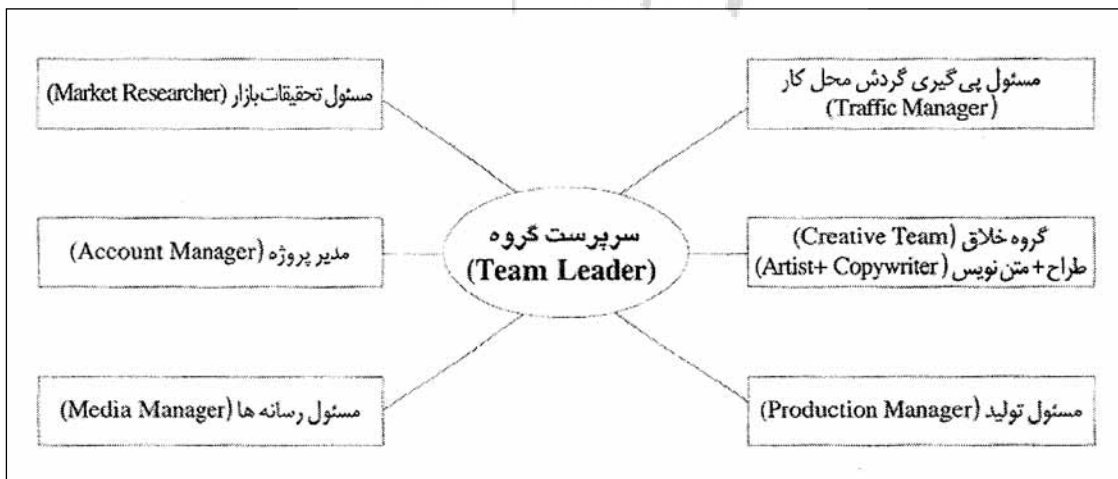 مسئول پی گیری گردش محل کار
(Traffic Manager)
مسئول تحقیقات بازار (Market Researcher)
سرپرست گروه
(Team Leader)
گروه خلاق (Creative Team)
طراح + متن نویس (Artist+ Copywriter)
مدیر پروژه (Account Manager)
مسئول تولید (Production Manager)
مسئول رسانه ها (Media Manager)